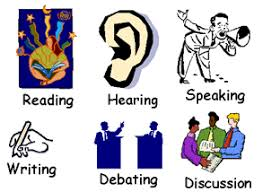 Reading
Hearing
Speaking
Writing
Debating
Discussion